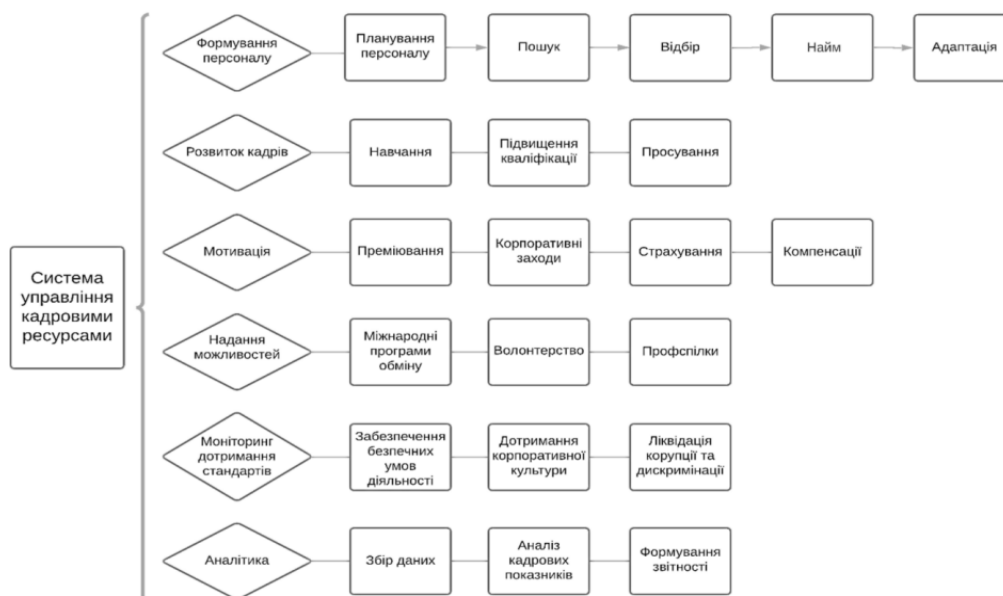 Формування
персоналу
Планування
персоналу
Пошук
Відбір
Найм
Адаптація
Розвиток кадрів
Навчання
Підвищення
кваліфікації
Просування
Система
управління
кадровими
ресурсами
Мотивація
Преміювання
Корпоративні
заходи
Страхування
Компенсації
Надання
можливостей
Міжнародні
програми
обміну
Волонтерство
Профспілки
Моніторинг
дотримання
стандартів
Забезпечення
безпечних
умов
діяльності
Дотримання
корпоративної
культури
Ліквідація
корупції та
дискримінації
Аналітика
Збір даних
Аналіз
кадрових
показників
Формування
звітності